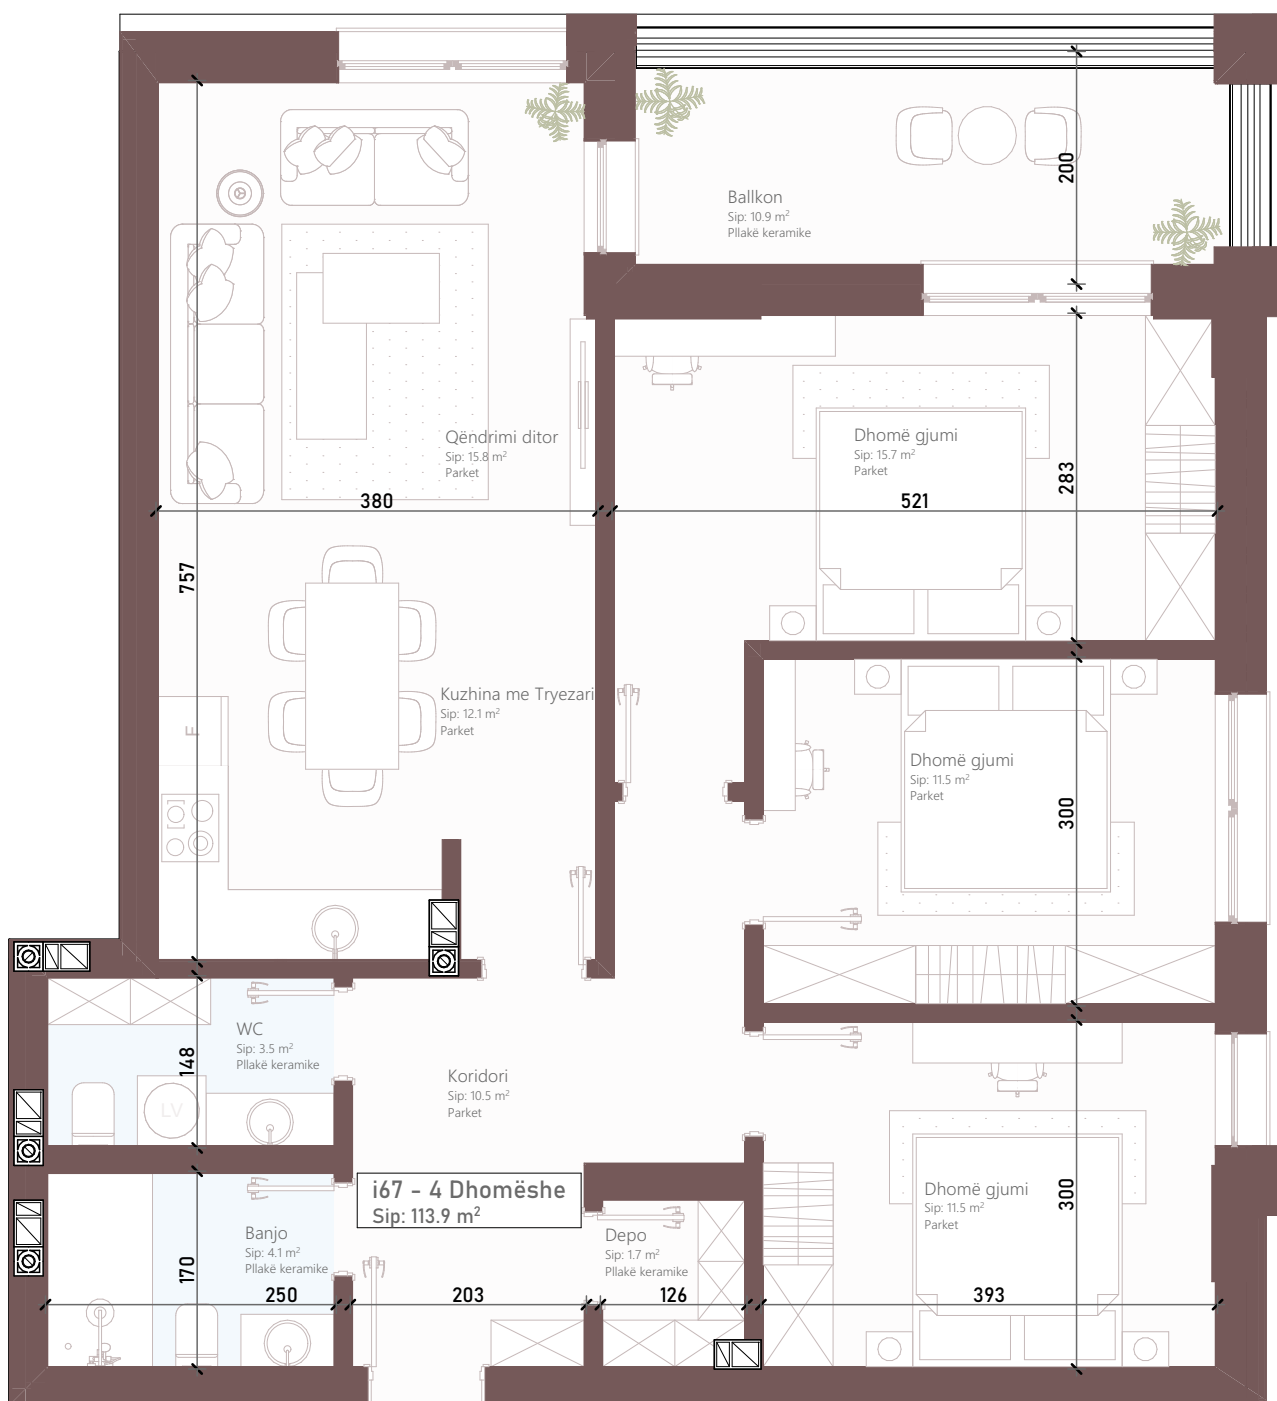 Ballkon
Sip: 10.9 m²
Pllakë keramike
200
Qëndrimi ditor
Sip: 15.8 m²
Parket
Dhomë gjumi
Sip: 15.7 m²
Parket
283
380
521
757
Kuzhina me Tryezari
Sip: 12.1 m²
Parket
F
Dhomë gjumi
Sip: 11.5 m²
Parket
300
WC
Sip: 3.5 m²
Pllakë keramike
148
LV
Koridori
Sip: 10.5 m²
Parket
i67 - 4 Dhomëshe
Sip: 113.9 m²
Dhomë gjumi
Sip: 11.5 m²
Parket
300
Banjo
Sip: 4.1 m²
Pllakë keramike
170
Depo
Sip: 1.7 m²
Pllakë keramike
250
203
126
393